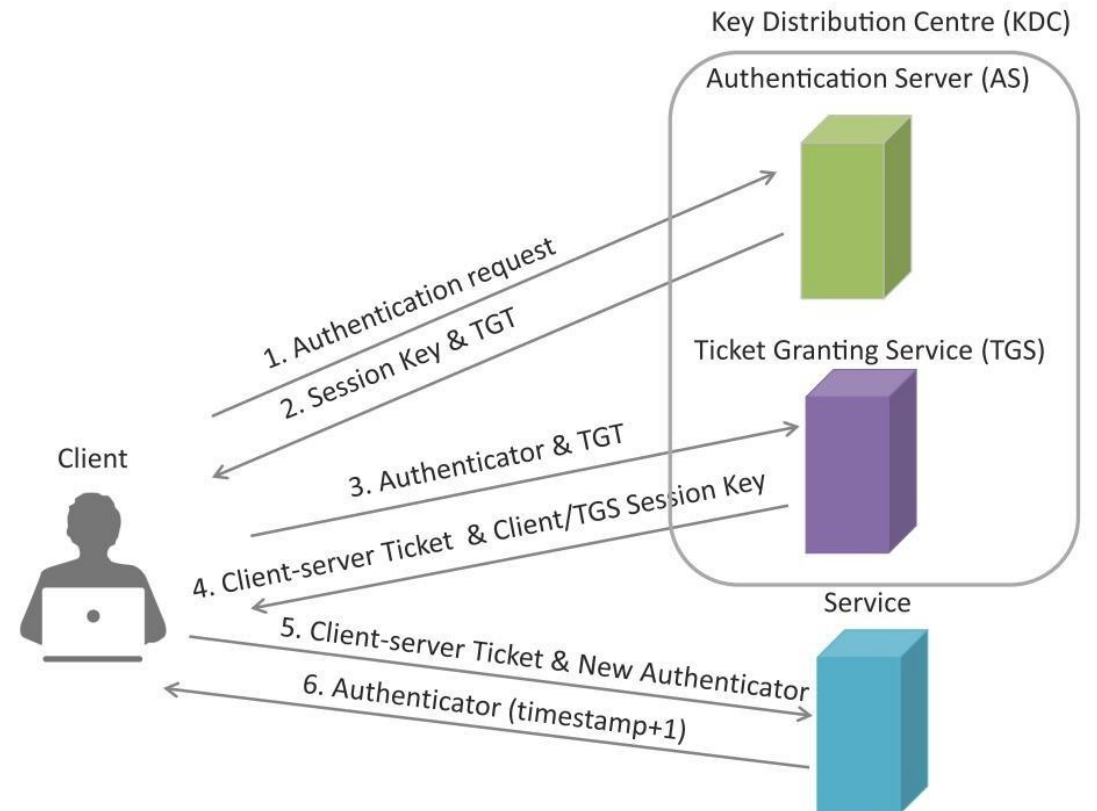 Key Distribution Centre (KDC)
Authentication Server (AS)
1. Authentication request
2. Session Key & TGT
Ticket Granting Service (TGS)
Client
3. Authenticator & TGT
4. Client-server Ticket & Client/TGS Session Key
Service
5. Client-server Ticket & New Authenticator
6. Authenticator (timestamp+1)